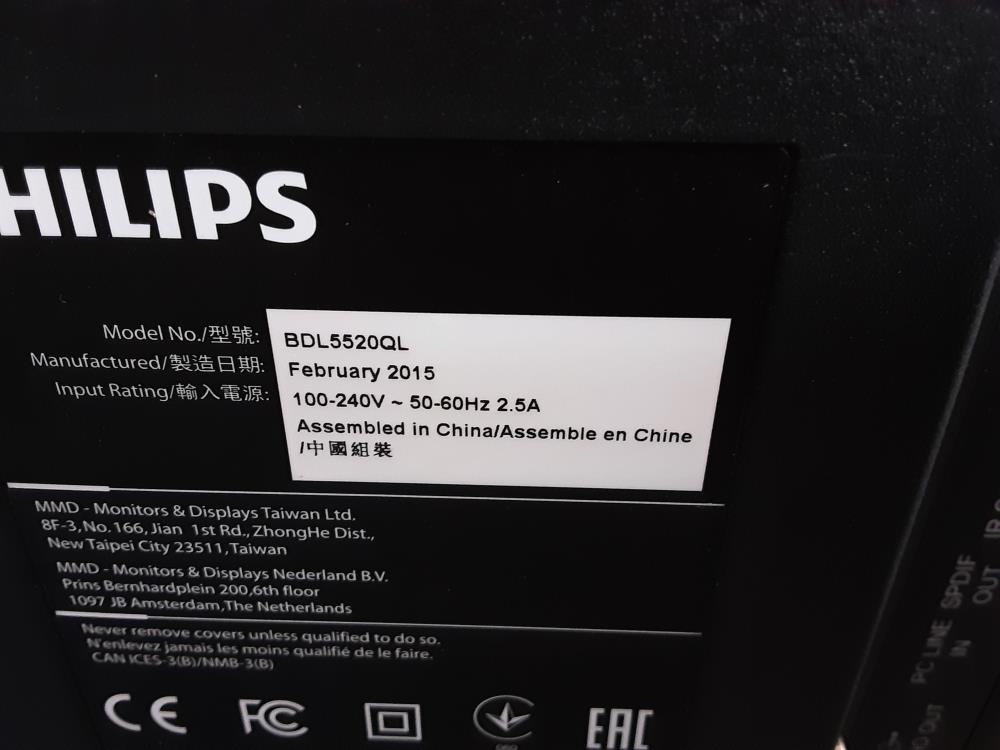 HILIPS
Model No./型號: BDL5520QL
Manufactured/製造日期: February 2015
Input Rating/輸入電源: 100-240V ~ 50-60Hz 2.5A
Assembled in China/Assemble en Chine
/中國組裝
MMD - Monitors & Displays Taiwan Ltd.
8F-3,No.166,Jian 1st Rd.,ZhongHe Dist.,
New Taipei City 23511,Taiwan
MMD - Monitors & Displays Nederland B.V.
Prins Bernhardplein 200,6th floor
1097 JB Amsterdam,The Netherlands
Never remove covers unless qualified to do so.
N'enlevez jamais les moins qualifié de le faire.
CAN ICES-3(B)/NMB-3(B)
CE FC EAC
PC LINE IN
SPDIF OUT
OUT